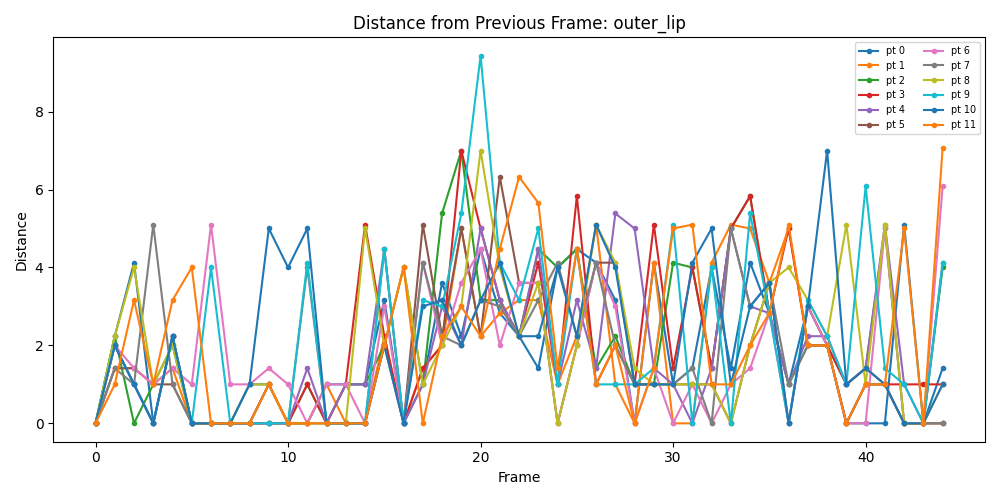 Distance from Previous Frame: outer_lip
Distance
8
6
4
2
0
pt 0
pt 1
pt 2
pt 3
pt 4
pt 5
pt 6
pt 7
pt 8
pt 9
pt 10
pt 11
0 10 20 30 40
Frame